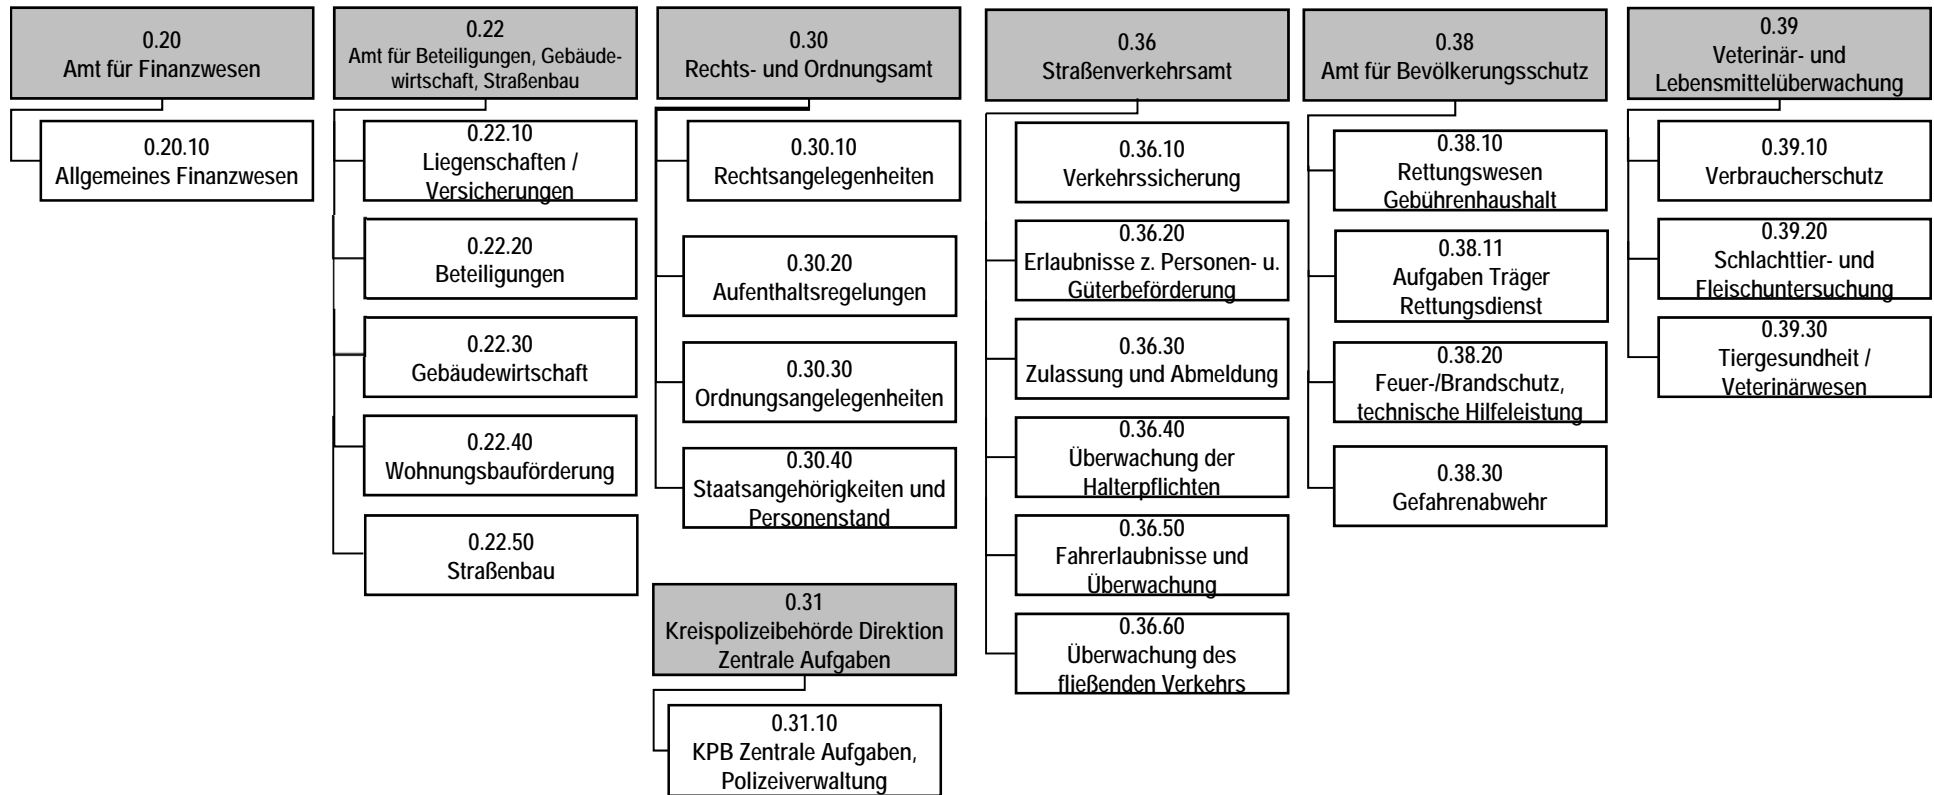 0.20
Amt für Finanzwesen
0.20.10
Allgemeines Finanzwesen
0.22
Amt für Beteiligungen, Gebäude-
wirtschaft, Straßenbau
0.22.10
Liegenschaften /
Versicherungen
0.22.20
Beteiligungen
0.22.30
Gebäudewirtschaft
0.22.40
Wohnungsbauförderung
0.22.50
Straßenbau
0.30
Rechts- und Ordnungsamt
0.30.10
Rechtsangelegenheiten
0.30.20
Aufenthaltsregelungen
0.30.30
Ordnungsangelegenheiten
0.30.40
Staatsangehörigkeiten und
Personenstand
0.31
Kreispolizeibehörde Direktion
Zentrale Aufgaben
0.31.10
KPB Zentrale Aufgaben,
Polizeiverwaltung
0.36
Straßenverkehrsamt
0.36.10
Verkehrssicherung
0.36.20
Erlaubnisse z. Personen- u.
Güterbeförderung
0.36.30
Zulassung und Abmeldung
0.36.40
Überwachung der
Halterpflichten
0.36.50
Fahrerlaubnisse und
Überwachung
0.36.60
Überwachung des
fließenden Verkehrs
0.38
Amt für Bevölkerungsschutz
0.38.10
Rettungswesen
Gebührenhaushalt
0.38.11
Aufgaben Träger
Rettungsdienst
0.38.20
Feuer-/Brandschutz,
technische Hilfeleistung
0.38.30
Gefahrenabwehr
0.39
Veterinär- und
Lebensmittelüberwachung
0.39.10
Verbraucherschutz
0.39.20
Schlachttier- und
Fleischuntersuchung
0.39.30
Tiergesundheit /
Veterinärwesen